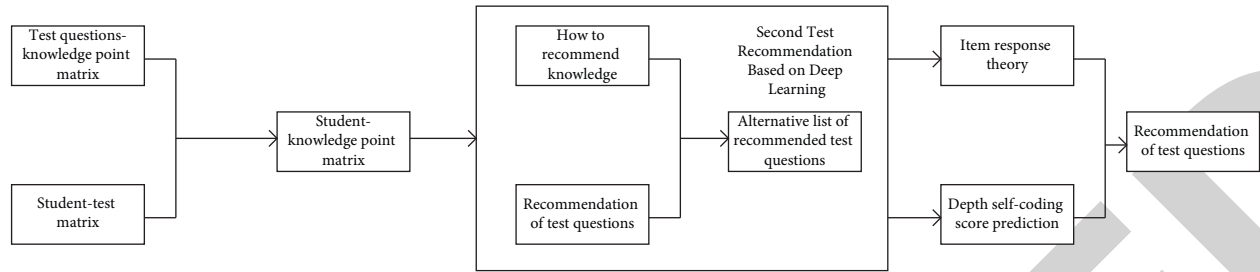 Test questions-
knowledge point
matrix
Student-test
matrix
Student-
knowledge point
matrix
How to
recommend
knowledge
Recommendation
of test questions
Second Test
Recommendation
Based on Deep
Learning
Alternative list of
recommended test
questions
Item response
theory
Depth self-coding
score prediction
Recommendation
of test questions